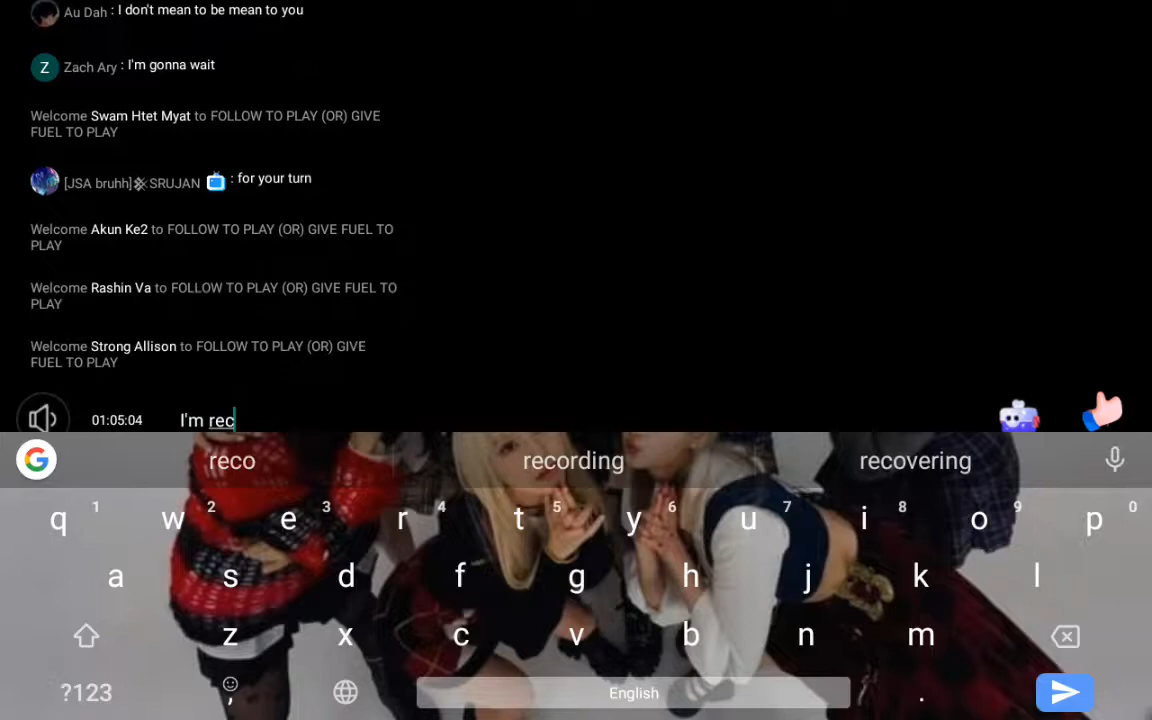 Au Dah : I don't mean to be mean to you
Z Zach Ary : I'm gonna wait
Welcome Swam Htet Myat to FOLLOW TO PLAY (OR) GIVE
FUEL TO PLAY
[JSA bruhh]※SRUJAN : for your turn
Welcome Akun Ke2 to FOLLOW TO PLAY (OR) GIVE FUEL TO
PLAY
Welcome Rashin Va to FOLLOW TO PLAY (OR) GIVE FUEL TO
PLAY
Welcome Strong Allison to FOLLOW TO PLAY (OR) GIVE
FUEL TO PLAY
01:05:04 I'm rec
G reco recording recovering
q 1 w 2 e 3 r 4 t 5 y 6 u 7 i 8 o 9 p 0
a s d f g h j k l
z x c v b n m
?123 , English .